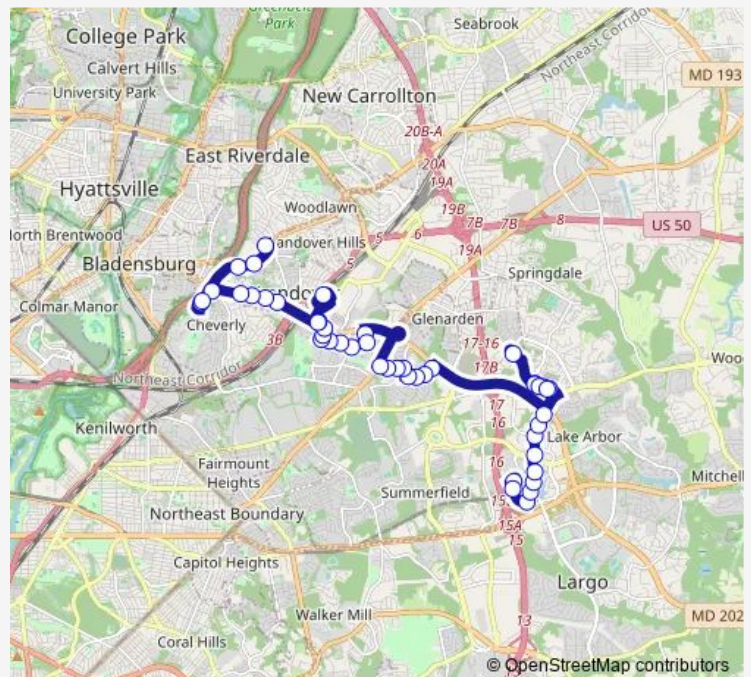 Seabrook
College Park
Calvert Hills
University Park
Northeast Corridor
MD 193
New Carrollton
20B-A
East Riverdale
20A
19A
Hyattsville
Woodlawn
19B
7B
7B
8
US 50
orth Brentwood
andover Hills
5
6
19A
Bladensburg
5
Springdale
Colmar Manor
Cheverly
Glenarden
3B
17-16
17B
Northeast Corridor
Woo
17
Kenilworth
16
Lake Arbor
Fairmount
Heights
16
Mitchell
Summerfield
15
Northeast Boundary
15A
15
Capitol Heights
Largo
Walker Mill
13
MD 202
Coral Hills
© OpenStreetMap contributors